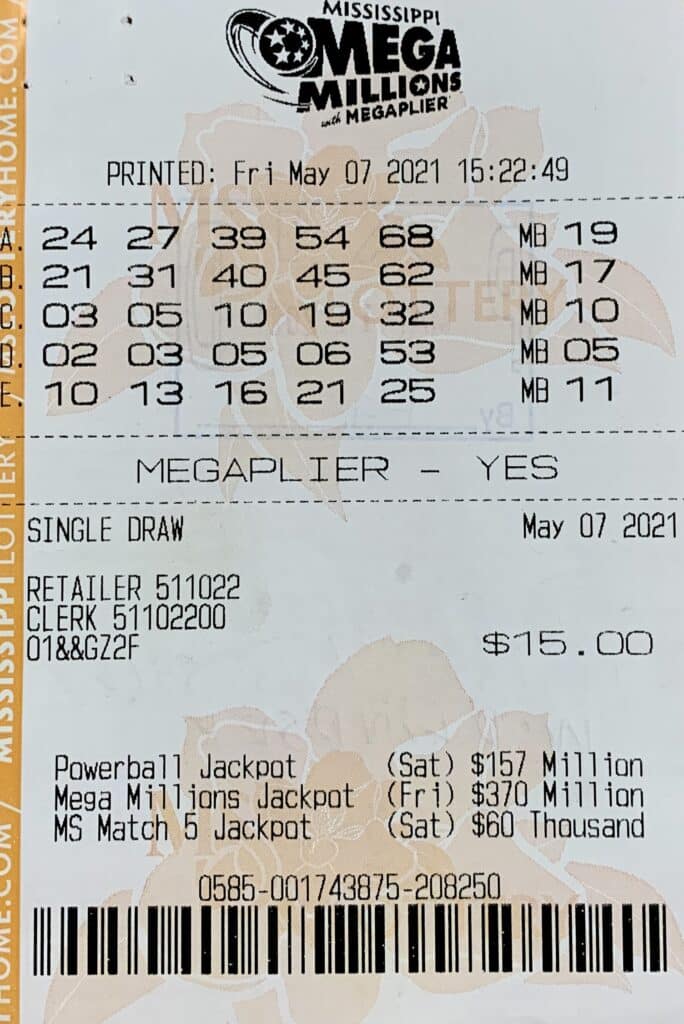 MISSISSIPPI
MEGA
MILLIONS
with MEGAPLIER
PRINTED: Fri May 07 2021 15:22:49
A. 24 27 39 54 68 MB 19
B. 21 31 40 45 62 MB 17
C. 03 05 10 19 32 MB 10
D. 02 03 05 06 53 MB 05
E. 10 13 16 21 25 MB 11
MEGAPLIER - YES
SINGLE DRAW May 07 2021
RETAILER 511022
CLERK 51102200
01&&GZ2F
$15.00
Powerball Jackpot (Sat) $157 Million
Mega Millions Jackpot (Fri) $370 Million
MS Match 5 Jackpot (Sat) $60 Thousand
0585-001743875-208250
HOME.COM / MISSISSIPPI LOTTERY